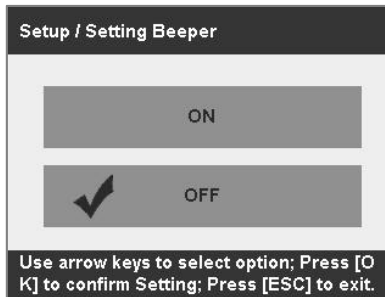 Setup / Setting Beeper
ON
OFF
Use arrow keys to select option; Press [O
K] to confirm Setting; Press [ESC] to exit.